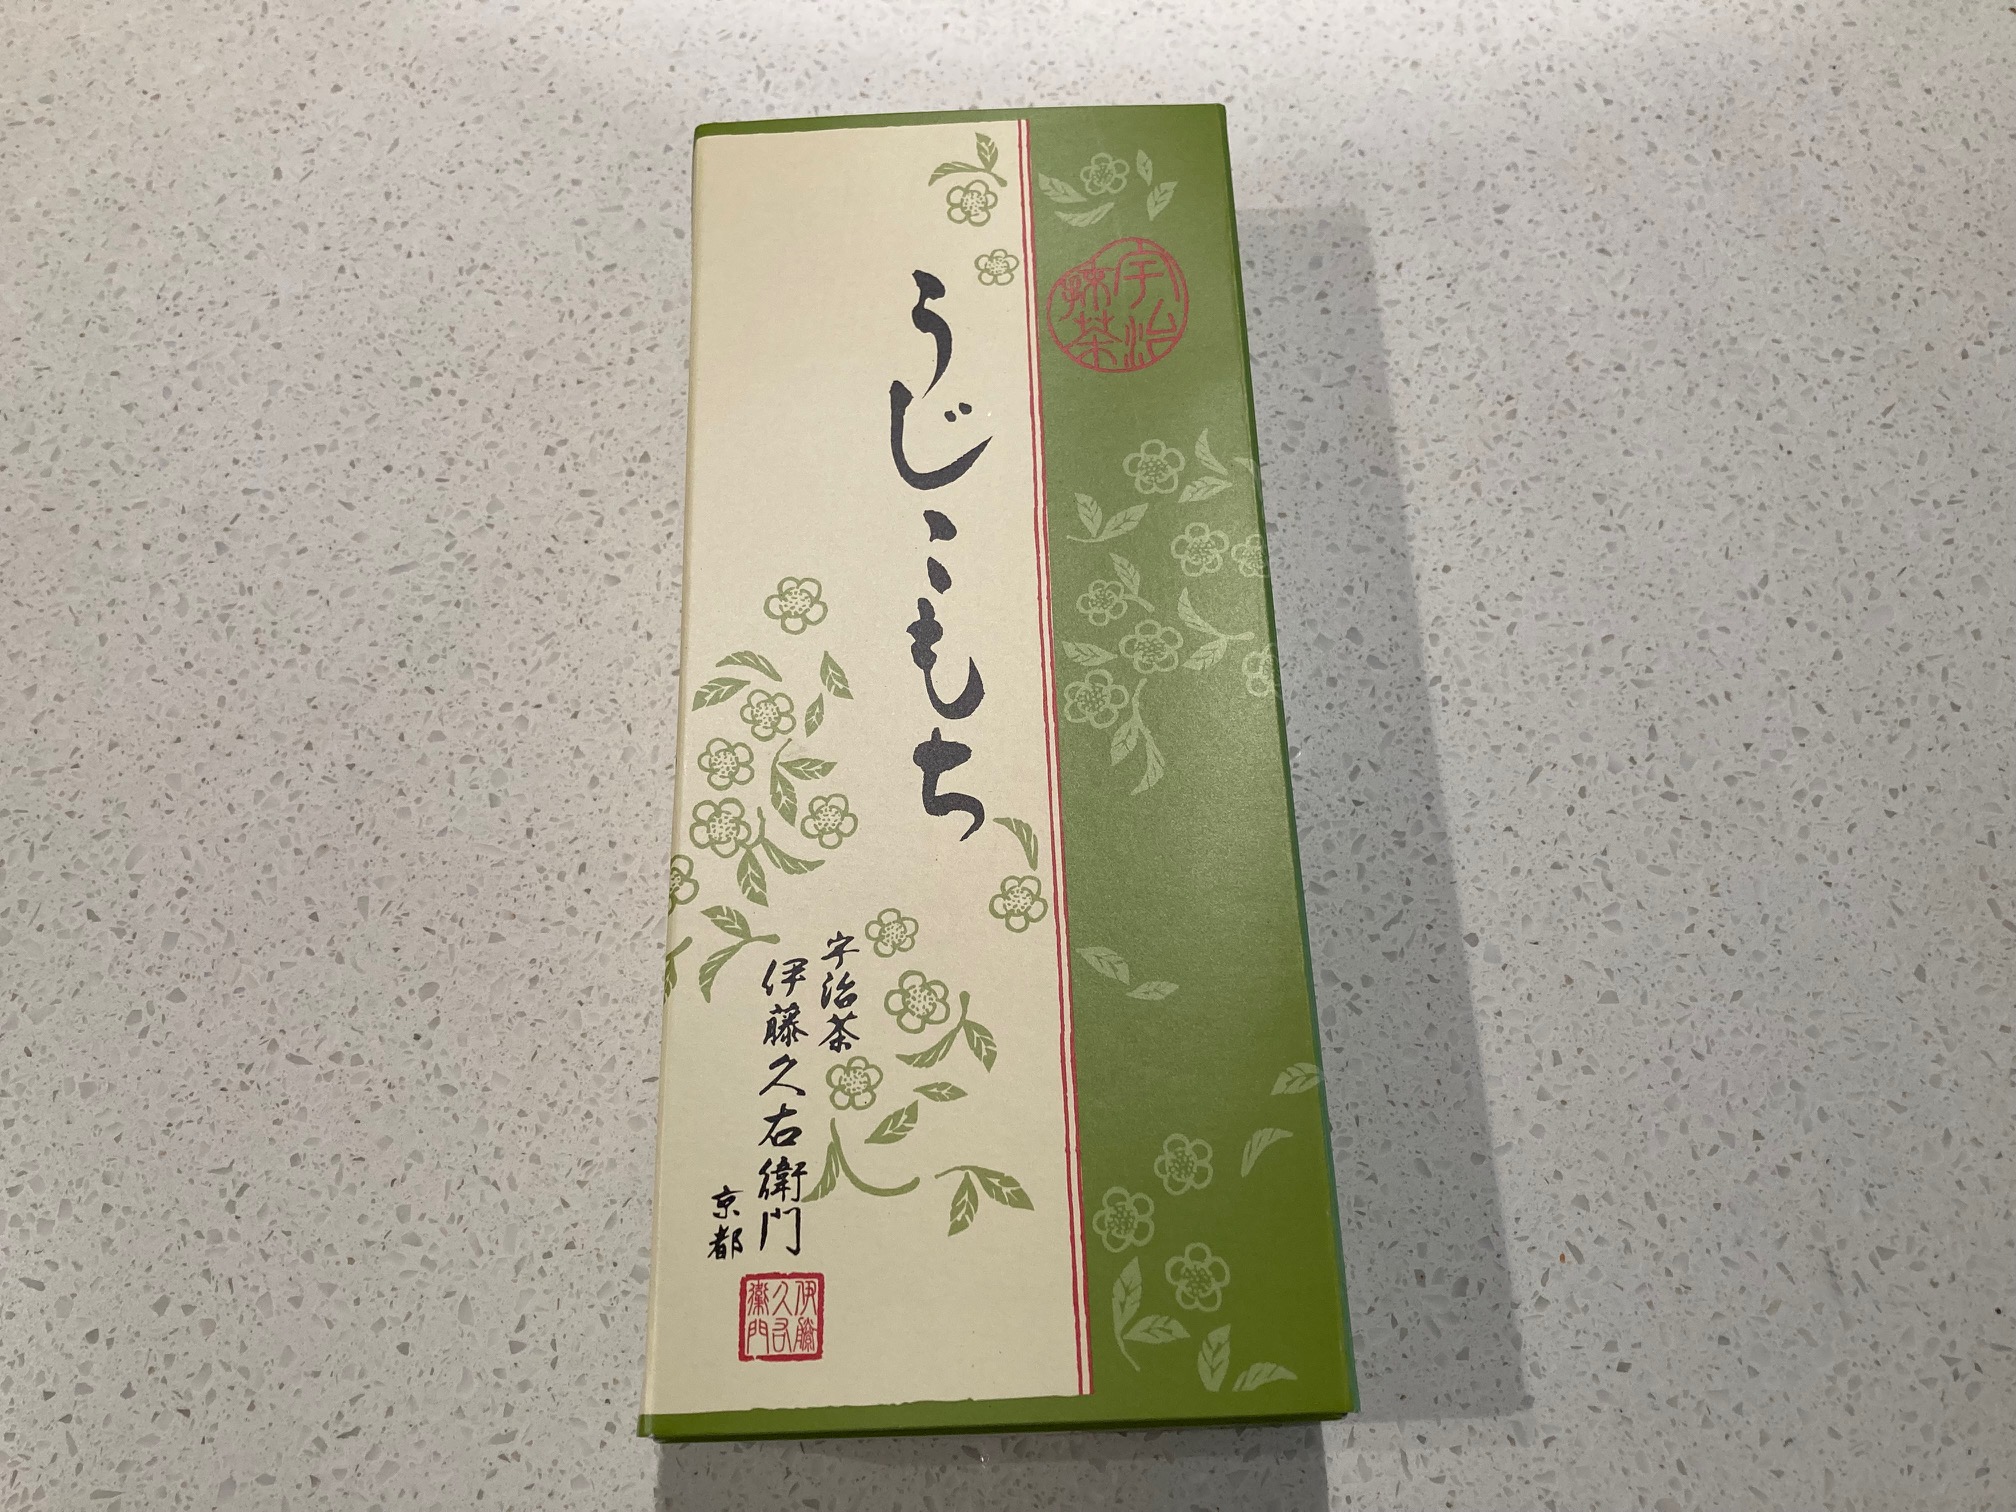 宇治
抹茶
うじこもち
宇治茶
伊藤久右衛門
京都
伊藤
久右
衛門